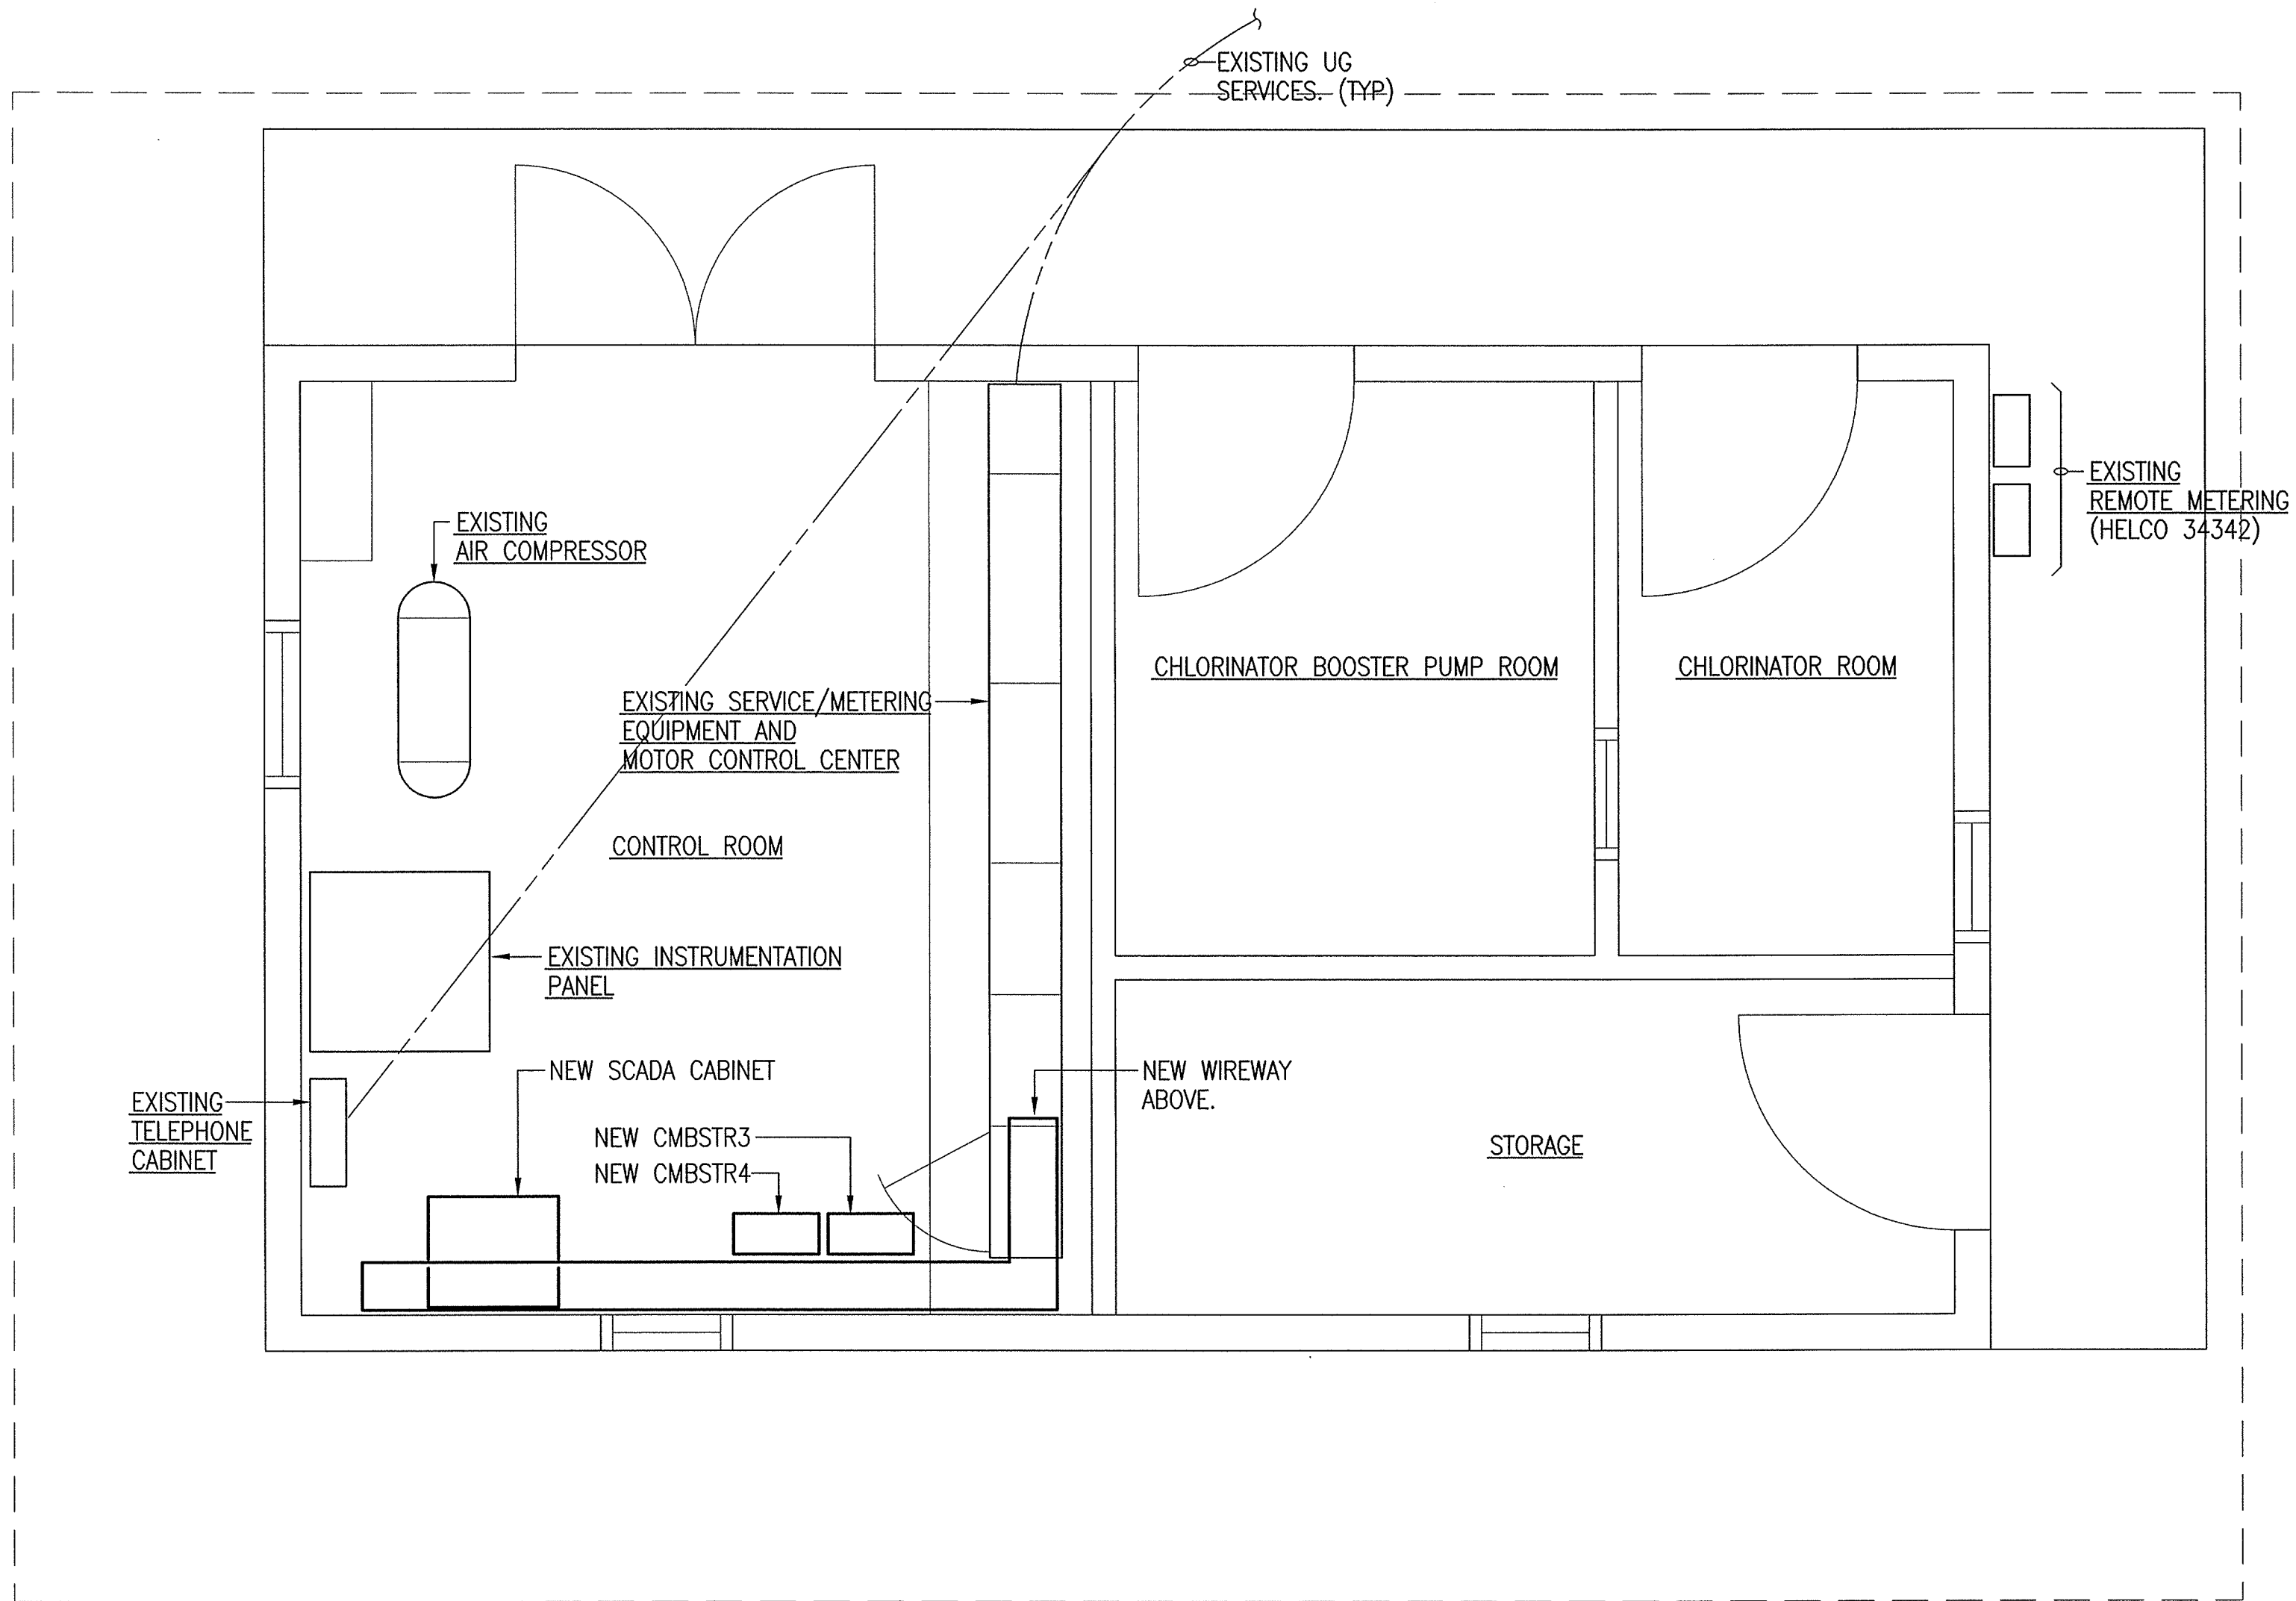 EXISTING UG
SERVICES. (TYP)
EXISTING
REMOTE METERING
(HELCO 34342)
EXISTING
AIR COMPRESSOR
CHLORINATOR BOOSTER PUMP ROOM
CHLORINATOR ROOM
EXISTING SERVICE/METERING
EQUIPMENT AND
MOTOR CONTROL CENTER
CONTROL ROOM
EXISTING INSTRUMENTATION
PANEL
NEW SCADA CABINET
NEW WIREWAY
ABOVE.
EXISTING
TELEPHONE
CABINET
NEW CMBSTR3
NEW CMBSTR4
STORAGE